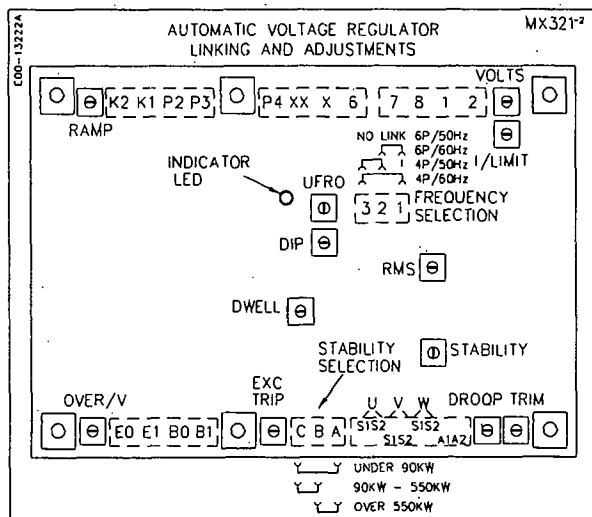 E00-13222A
AUTOMATIC VOLTAGE REGULATOR
LINKING AND ADJUSTMENTS
MX321-2
VOLTS
K2 K1 P2 P3
P4 XX X 6
7 8 1 2
RAMP
NO LINK 6P/50Hz
6P/60Hz
4P/50Hz
4P/60Hz
I/LIMIT
INDICATOR
LED
UFRO
3 2 1
FREQUENCY
SELECTION
DIP
RMS
DWELL
STABILITY
SELECTION
STABILITY
OVER/V
EXC
TRIP
U V W
DROOP TRIM
E0 E1 B0 B1
C B A
S1S2
S1S2
S1S2
A1A2
UNDER 90KW
90KW - 550KW
OVER 550KW